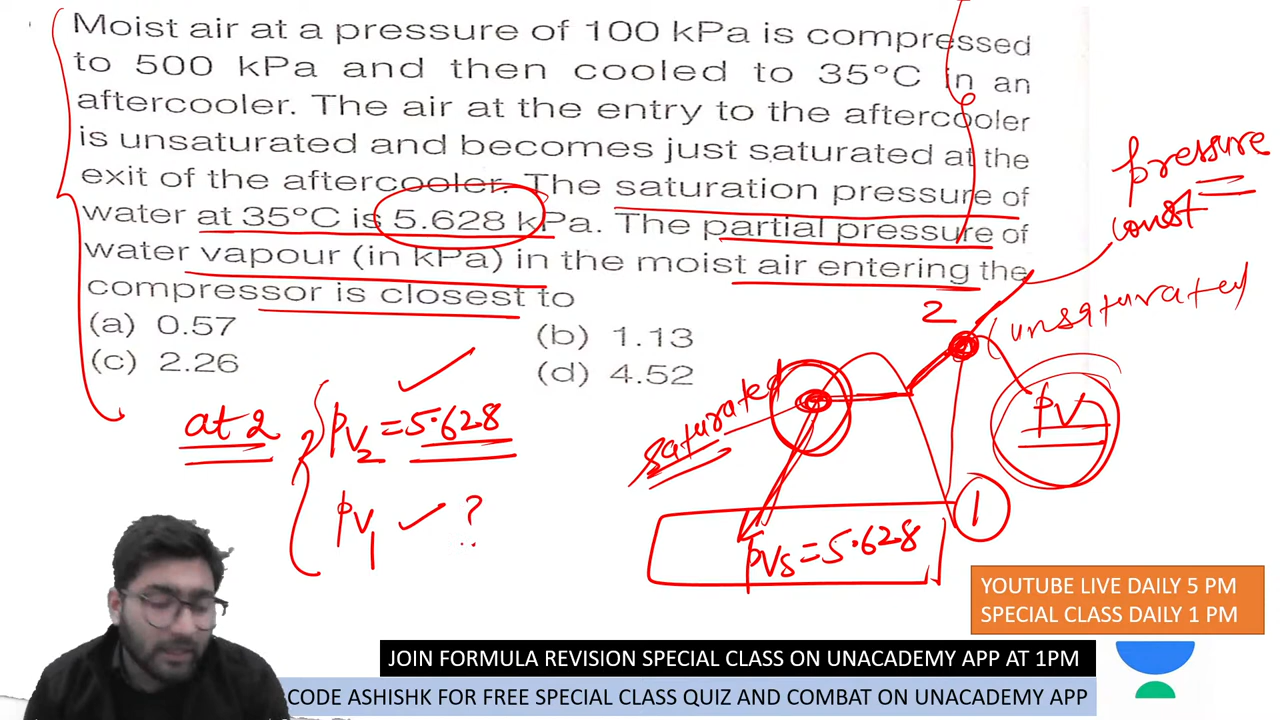 Moist air at a pressure of 100 kPa is compressed
to 500 kPa and then cooled to 35°C in an
aftercooler. The air at the entry to the aftercooler
is unsaturated and becomes just saturated at the
exit of the aftercooler. The saturation pressure of
water at 35°C is 5.628 kPa. The partial pressure of
water vapour (in kPa) in the moist air entering the
compressor is closest to
(a) 0.57 (b) 1.13
(c) 2.26 (d) 4.52
pressure
const
2 (unsaturated
saturated
Pv
at 2 Pv2 = 5.628
Pv1 ✓ ?
1
Pvs = 5.628
YOUTUBE LIVE DAILY 5 PM
SPECIAL CLASS DAILY 1 PM
JOIN FORMULA REVISION SPECIAL CLASS ON UNACADEMY APP AT 1PM
CODE ASHISHK FOR FREE SPECIAL CLASS QUIZ AND COMBAT ON UNACADEMY APP